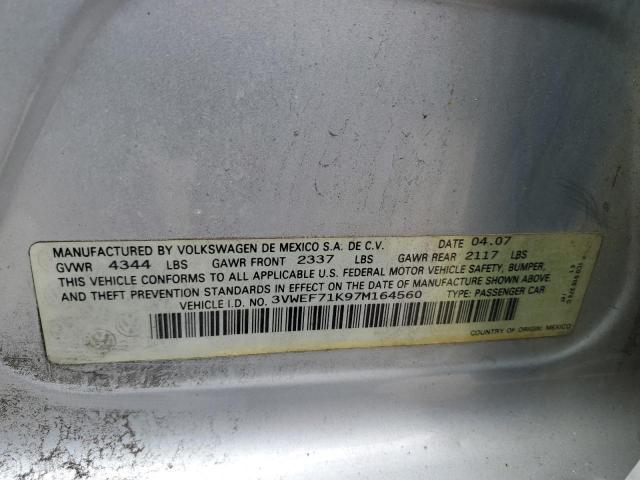 MANUFACTURED BY VOLKSWAGEN DE MEXICO S.A. DE C.V. DATE 04.07
GVWR 4344 LBS GAWR FRONT 2337 LBS GAWR REAR 2117 LBS
THIS VEHICLE CONFORMS TO ALL APPLICABLE U.S. FEDERAL MOTOR VEHICLE SAFETY, BUMPER,
AND THEFT PREVENTION STANDARDS IN EFFECT ON THE DATE OF MANUFACTURE SHOWN ABOVE.
VEHICLE I.D. NO. 3VWEF71K97M164560 TYPE: PASSENGER CAR
COUNTRY OF ORIGIN: MEXICO